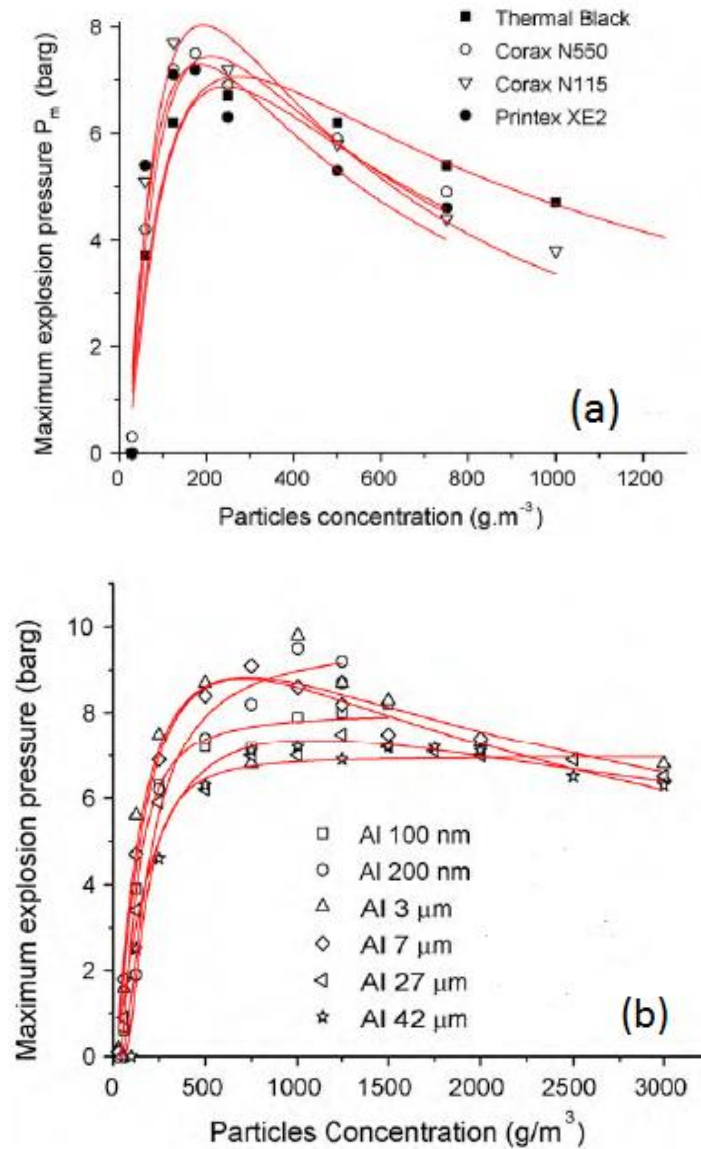 Thermal Black
Corax N550
Corax N115
Printex XE2
Maximum explosion pressure Pm (barg)
8
6
4
2
0
(a)
0 200 400 600 800 1000 1200
Particles concentration (g.m⁻³)
Maximum explosion pressure (barg)
10
8
6
4
2
0
Al 100 nm
Al 200 nm
Al 3 μm
Al 7 μm
Al 27 μm
Al 42 μm
(b)
0 500 1000 1500 2000 2500 3000
Particles Concentration (g/m³)